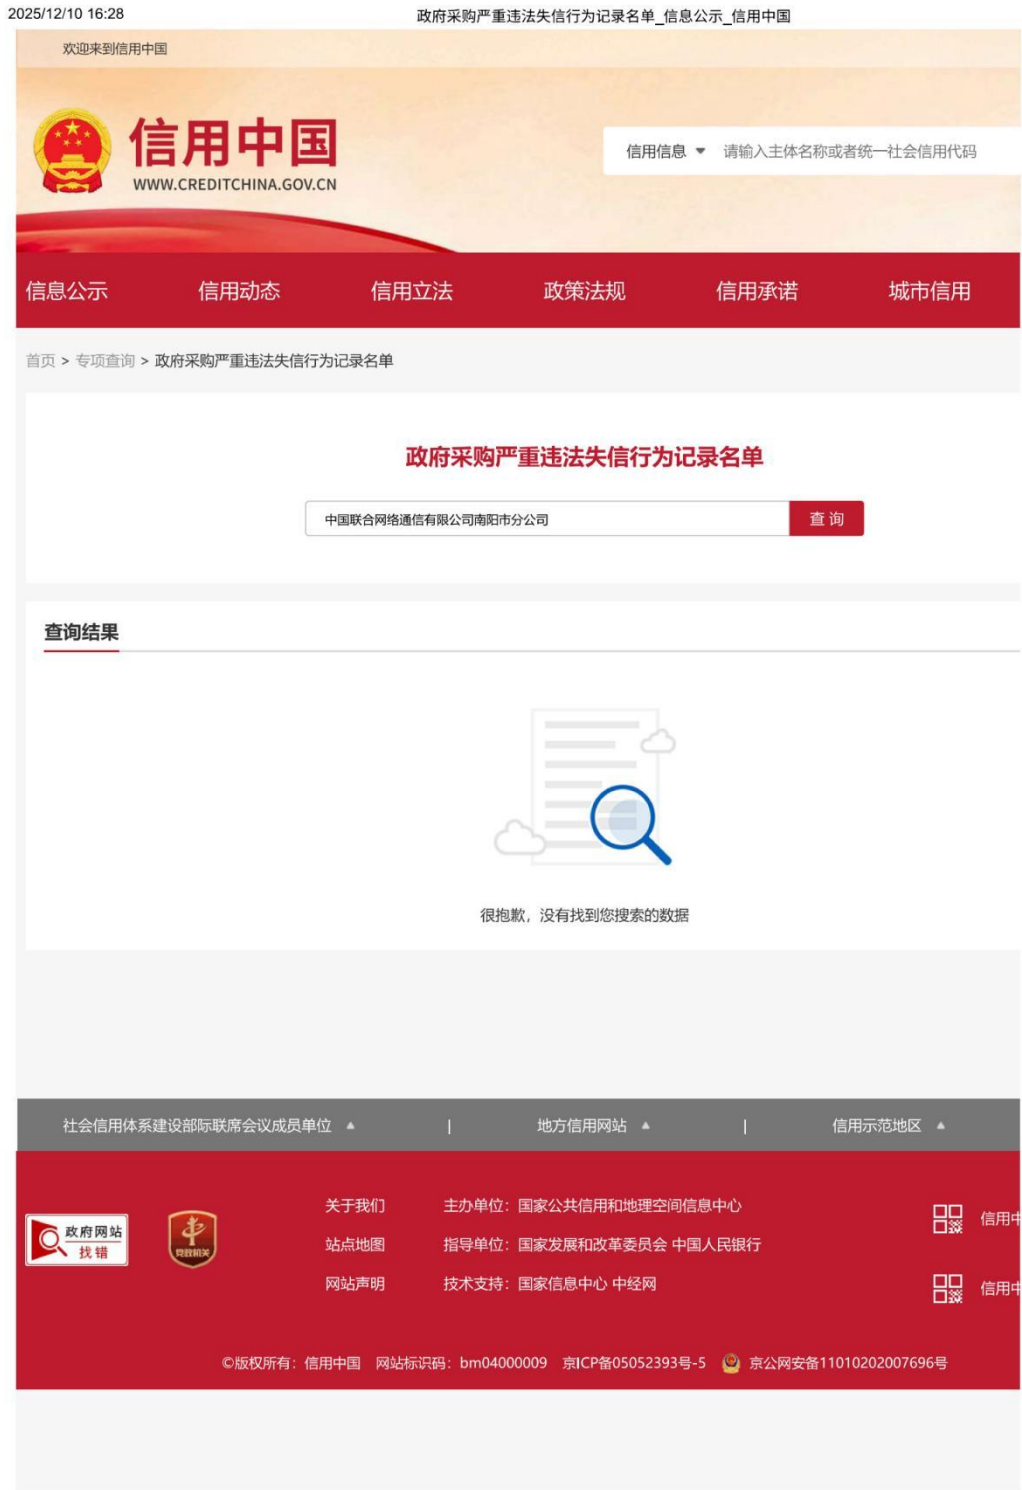 2025/12/10 16:28 政府采购严重违法失信行为记录名单_信息公示_信用中国
欢迎来到信用中国
信用中国
WWW.CREDITCHINA.GOV.CN
信用信息 请输入主体名称或者统一社会信用代码
信息公示 信用动态 信用立法 政策法规 信用承诺 城市信用
首页 > 专项查询 > 政府采购严重违法失信行为记录名单
政府采购严重违法失信行为记录名单
中国联合网络通信有限公司南阳市分公司 查询
查询结果
很抱歉，没有找到您搜索的数据
社会信用体系建设部际联席会议成员单位 | 地方信用网站 | 信用示范地区
政府网站
找错
党政机关
关于我们 主办单位：国家公共信用和地理空间信息中心
信用中
站点地图 指导单位：国家发展和改革委员会 中国人民银行
网站声明 技术支持：国家信息中心 中经网
信用中
©版权所有：信用中国 网站标识码：bm04000009 京ICP备05052393号-5 京公网安备11010202007696号